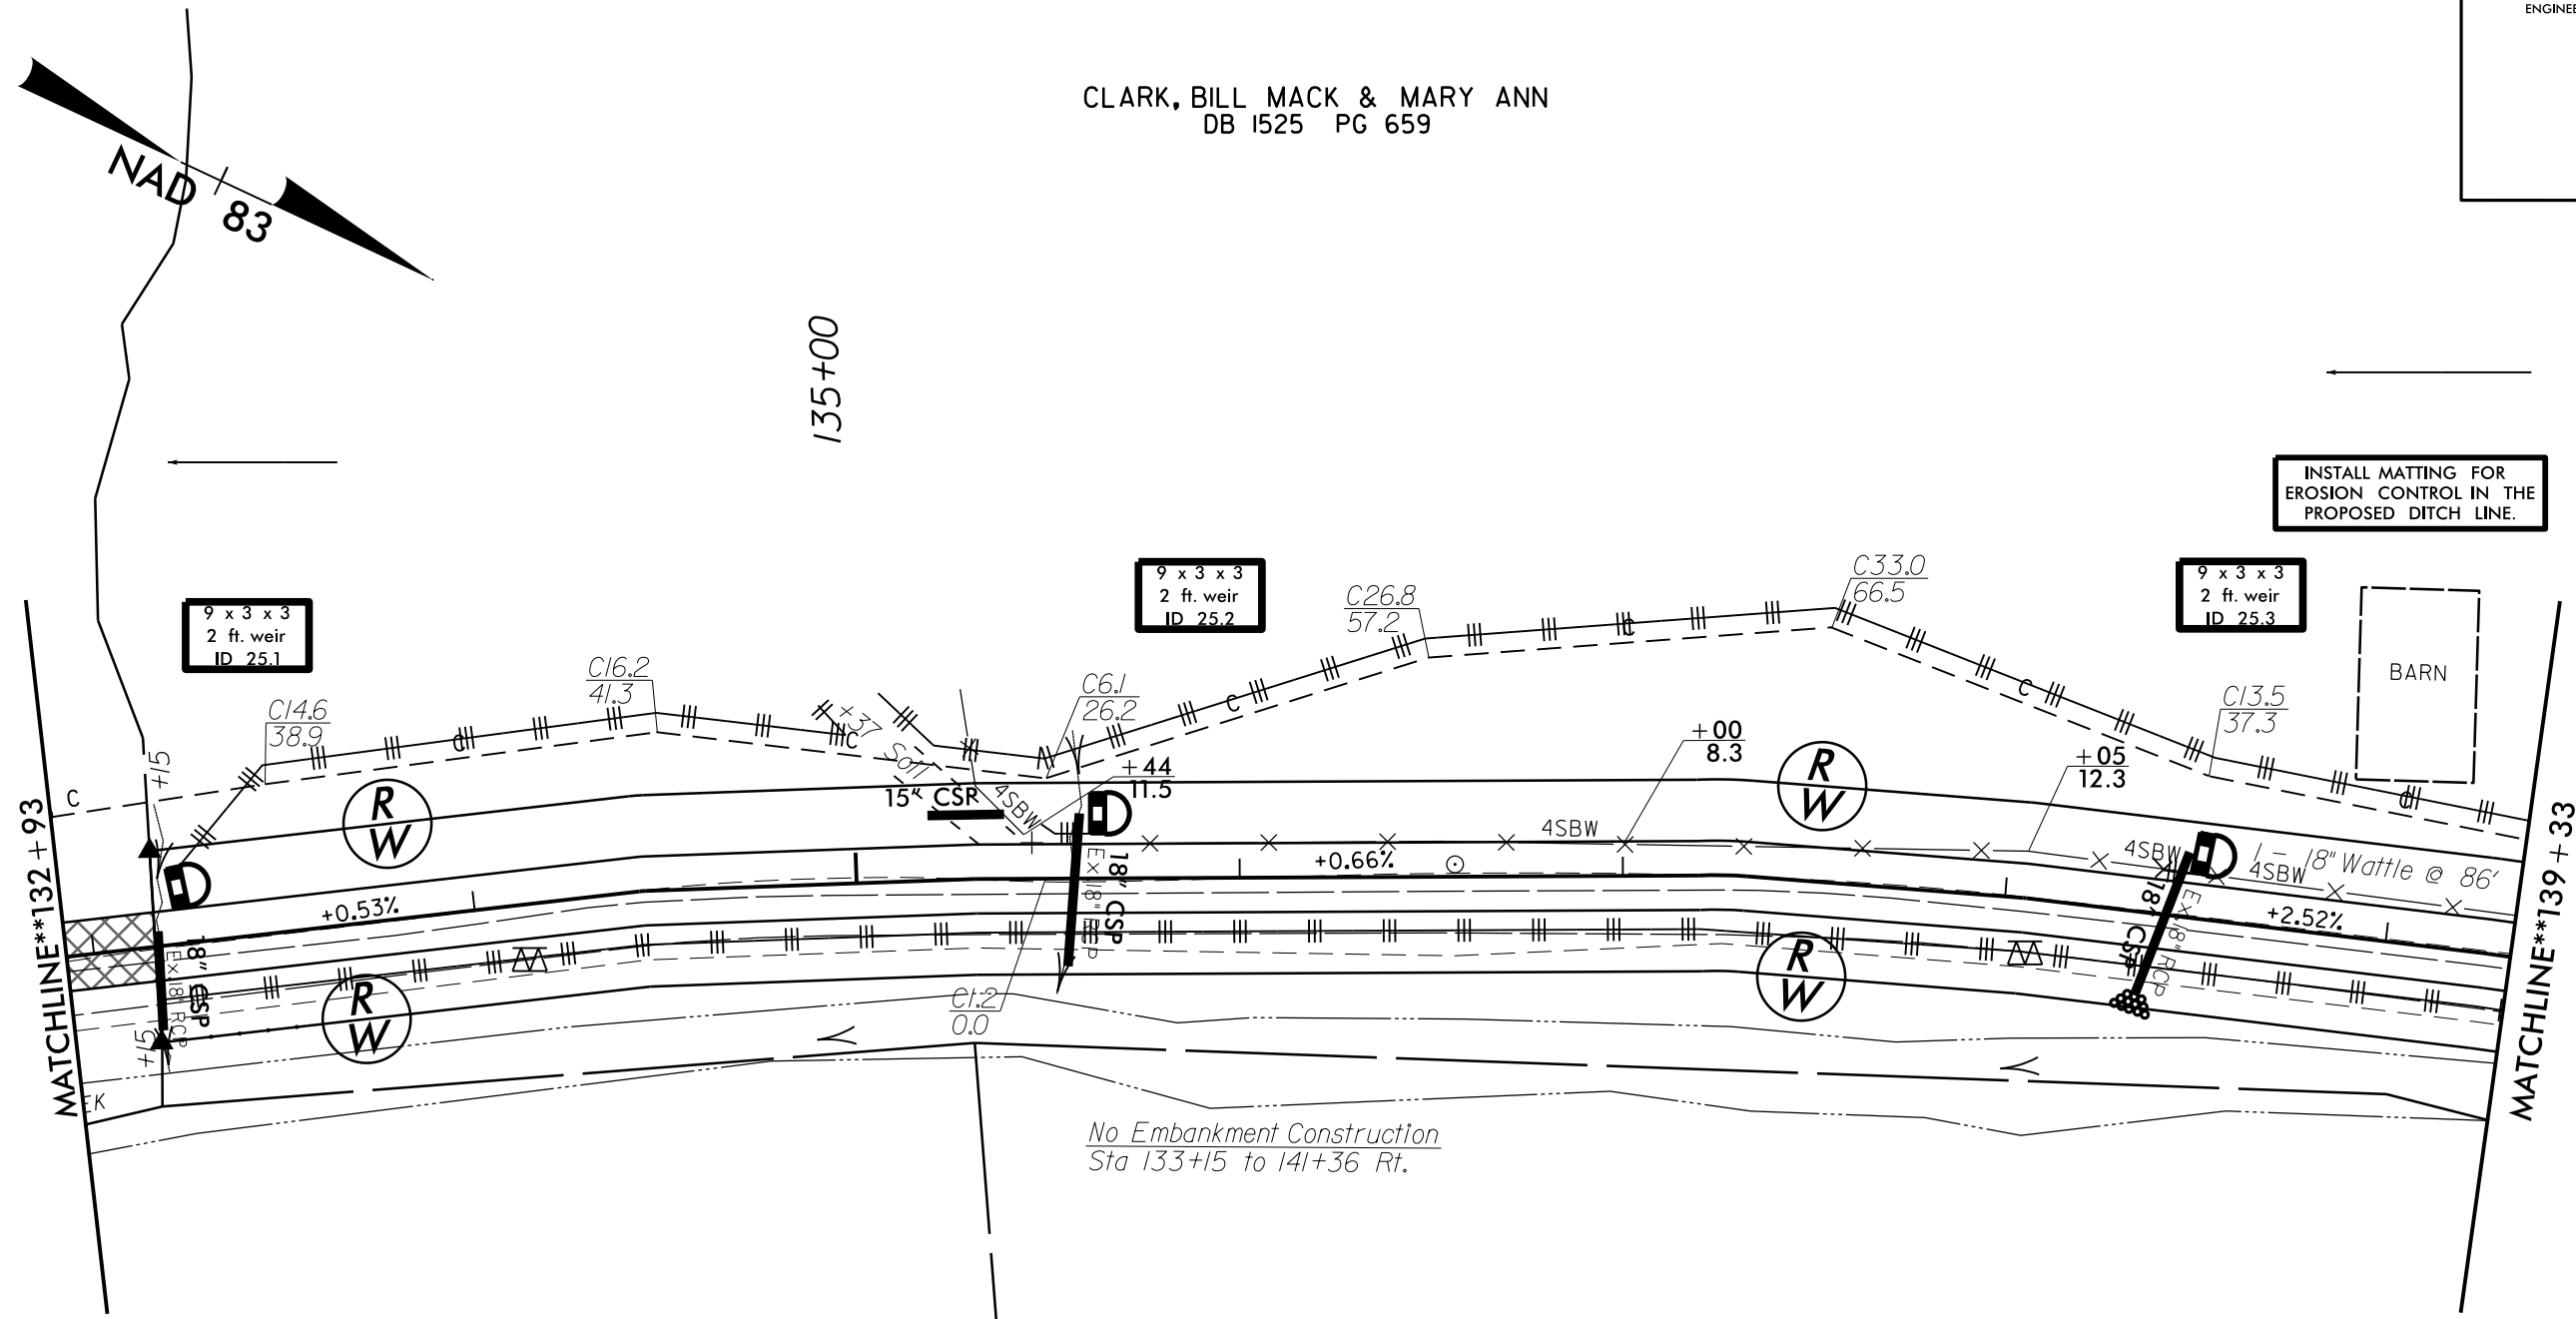 ENGINEE
CLARK, BILL MACK & MARY ANN
DB 1525 PG 659
NAD 83
135+00
INSTALL MATTING FOR
EROSION CONTROL IN THE
PROPOSED DITCH LINE.
9 x 3 x 3
2 ft. weir
ID 25.1
9 x 3 x 3
2 ft. weir
ID 25.2
9 x 3 x 3
2 ft. weir
ID 25.3
BARN
C14.6
38.9
C16.2
41.3
C6.1
26.2
C26.8
57.2
C33.0
66.5
C13.5
37.3
+37 Soil
+44
11.5
+00
8.3
+05
12.3
+15
C
C
C
C
C
C
C
R
W
R
W
15" CSP
4SBW
4SBW
4SBW
4SBW
1 - 18" Wattle @ 86'
+0.53%
+0.66%
+2.52%
18" CSP
EX 18" RCP
18" CSP
EX 18" RCP
18" CSP
EX 18" RCP
R
W
R
W
+15
C1.2
0.0
EK
MATCHLINE**132+93
MATCHLINE**139+33
No Embankment Construction
Sta 133+15 to 141+36 Rt.